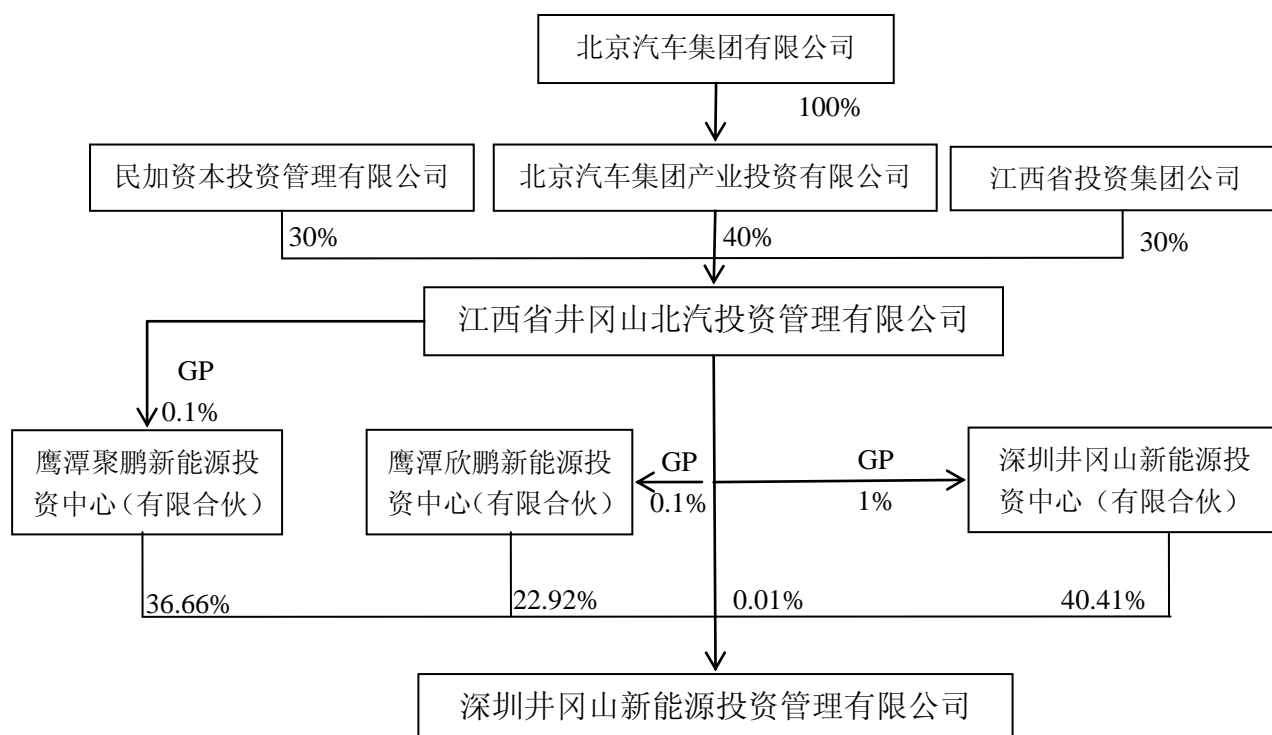 北京汽车集团有限公司
100%
民加资本投资管理有限公司
北京汽车集团产业投资有限公司
江西省投资集团公司
30%
40%
30%
江西省井冈山北汽投资管理有限公司
GP
0.1%
鹰潭聚鹏新能源投
资中心（有限合伙）
鹰潭欣鹏新能源投
资中心（有限合伙）
GP
0.1%
GP
1%
深圳井冈山新能源投
资中心（有限合伙）
36.66%
22.92%
0.01%
40.41%
深圳井冈山新能源投资管理有限公司